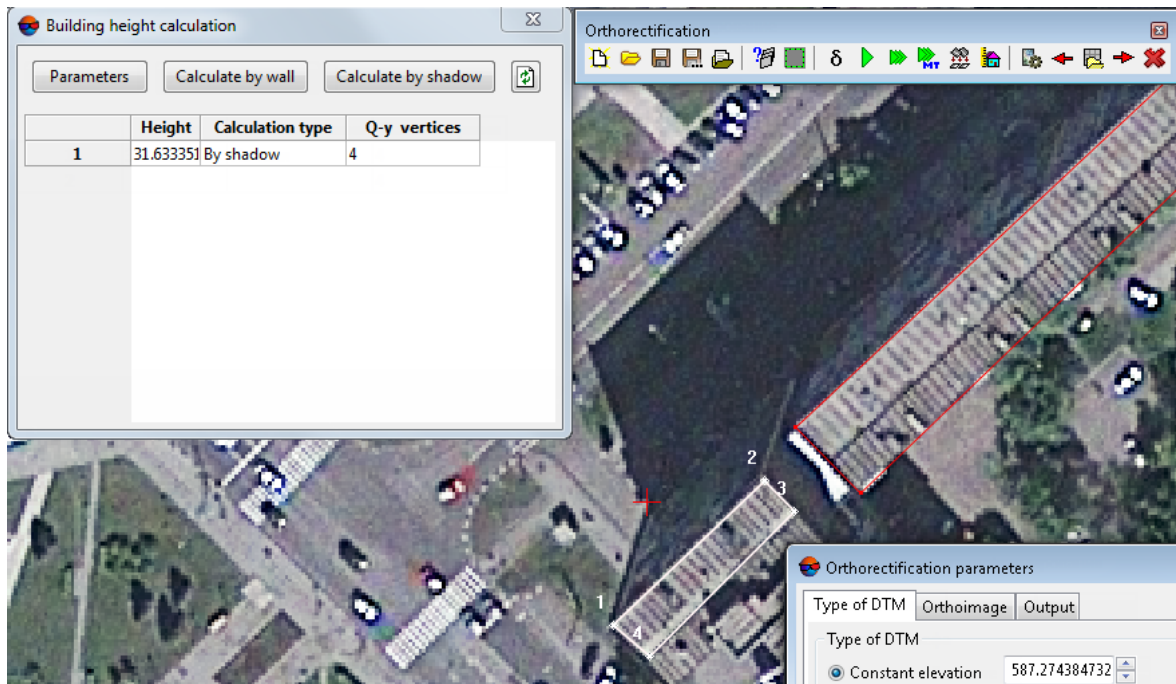 Building height calculation
Parameters
Calculate by wall
Calculate by shadow
Height Calculation type Q-y vertices
1 31.633351 By shadow 4
Orthorectification
δ
MT
2
3
1
4
Orthorectification parameters
Type of DTM Orthoimage Output
Type of DTM
Constant elevation 587.274384732